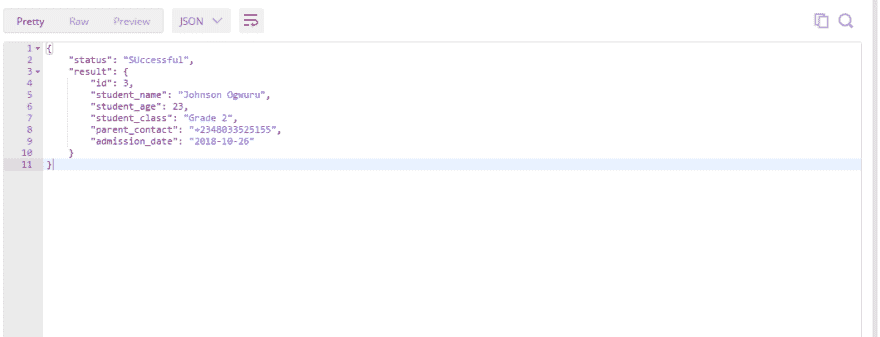 Pretty Raw Preview JSON
1 {
2 "status": "SUccessful",
3 "result": {
4 "id": 3,
5 "student_name": "Johnson Ogwuru",
6 "student_age": 23,
7 "student_class": "Grade 2",
8 "parent_contact": "+2348033525155",
9 "admission_date": "2018-10-26"
10 }
11 }